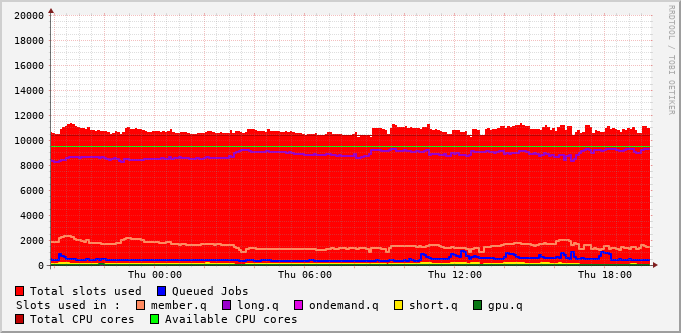 20000
18000
16000
14000
12000
10000
8000
6000
4000
2000
0
Thu 00:00 Thu 06:00 Thu 12:00 Thu 18:00
RRDTOOL / TOBI OETIKER
Total slots used Queued Jobs
Slots used in : member.q long.q ondemand.q short.q gpu.q
Total CPU cores Available CPU cores